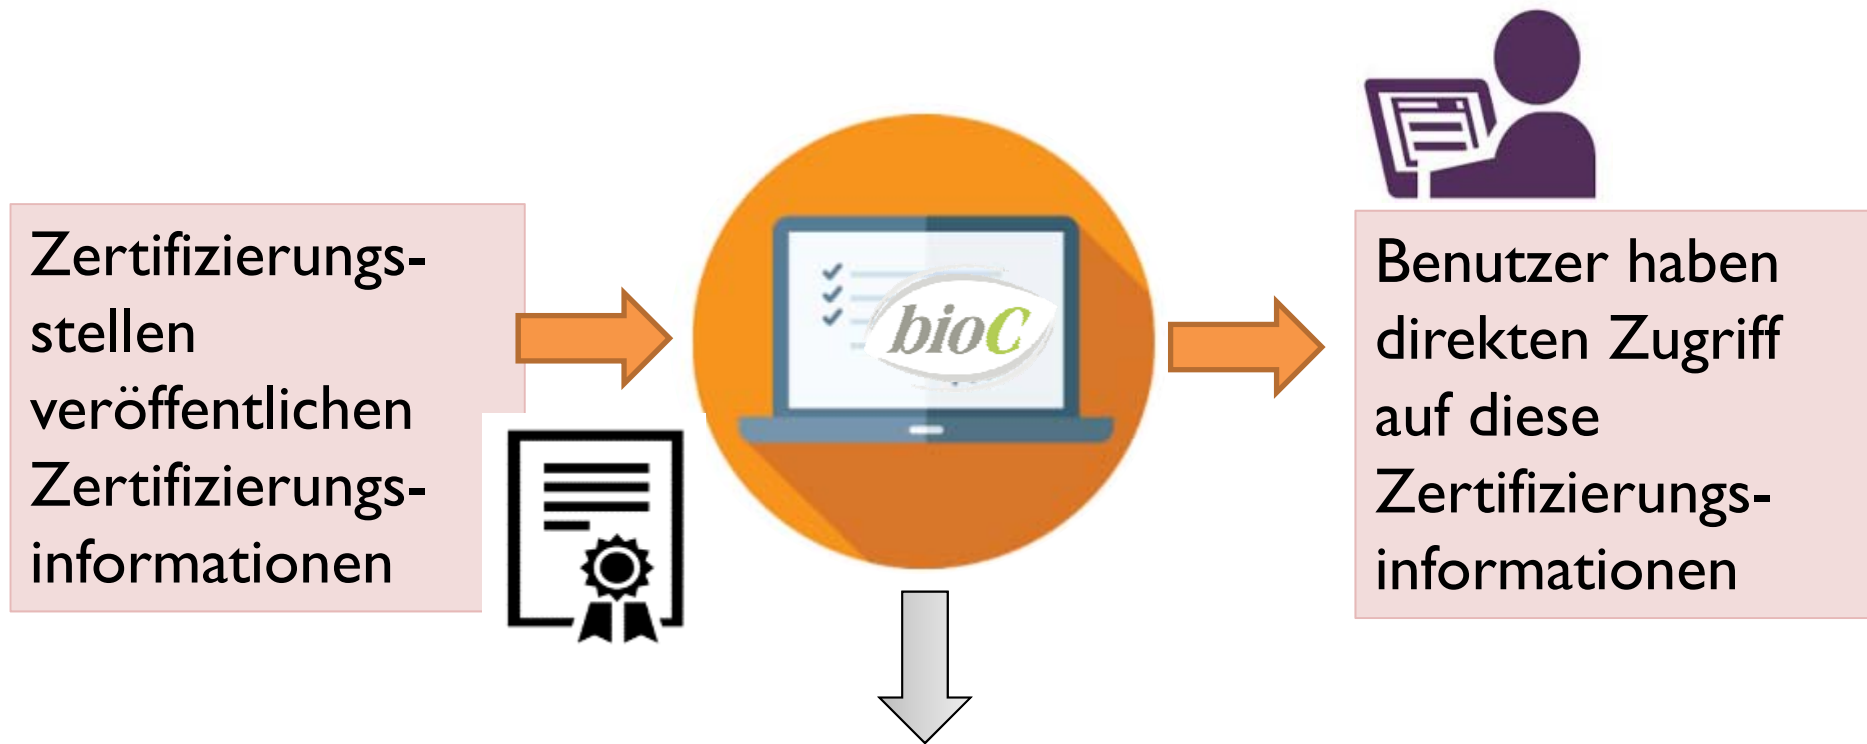 Zertifizierungs-
stellen
veröffentlichen
Zertifizierungs-
informationen
bioC
Benutzer haben
direkten Zugriff
auf diese
Zertifizierungs-
informationen